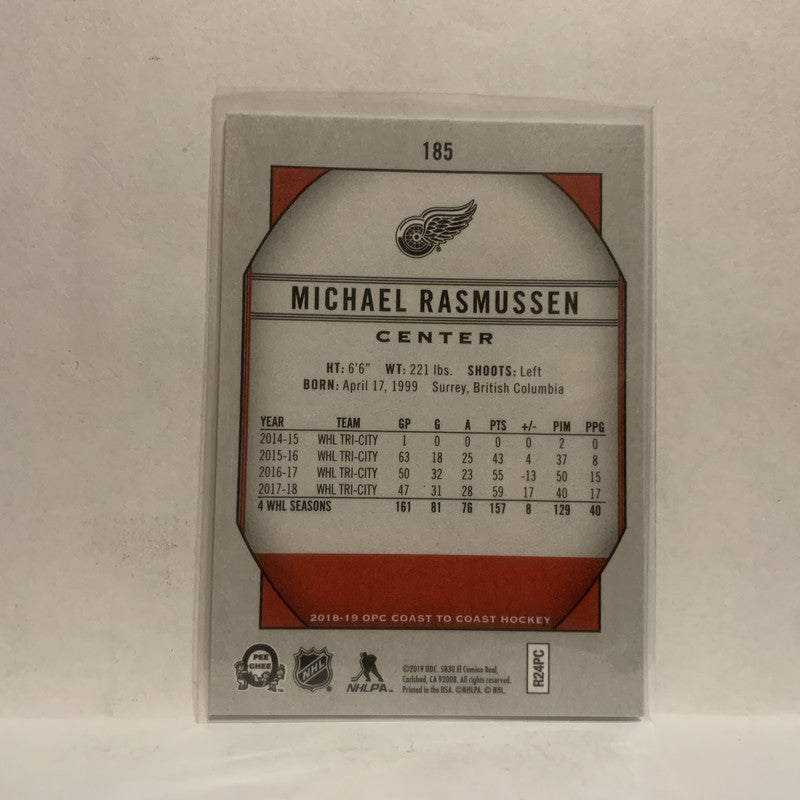 185
MICHAEL RASMUSSEN
CENTER
HT: 6'6" WT: 221 lbs. SHOOTS: Left
BORN: April 17, 1999 Surrey, British Columbia
YEAR TEAM GP G A PTS +/- PIM PPG
2014-15 WHL TRI-CITY 1 0 0 0 0 2 0
2015-16 WHL TRI-CITY 63 18 25 43 4 37 8
2016-17 WHL TRI-CITY 50 32 23 55 -13 50 15
2017-18 WHL TRI-CITY 47 31 28 59 17 40 17
4 WHL SEASONS 161 81 76 157 8 129 40
2018-19 OPC COAST TO COAST HOCKEY
PEE
CHEE
NHL
NHLPA
©2019 UDC. 5830 El Camino Real,
Carlsbad, CA 92008. All rights reserved.
Printed in the USA. ©NHLPA. © NHL.
R24PC